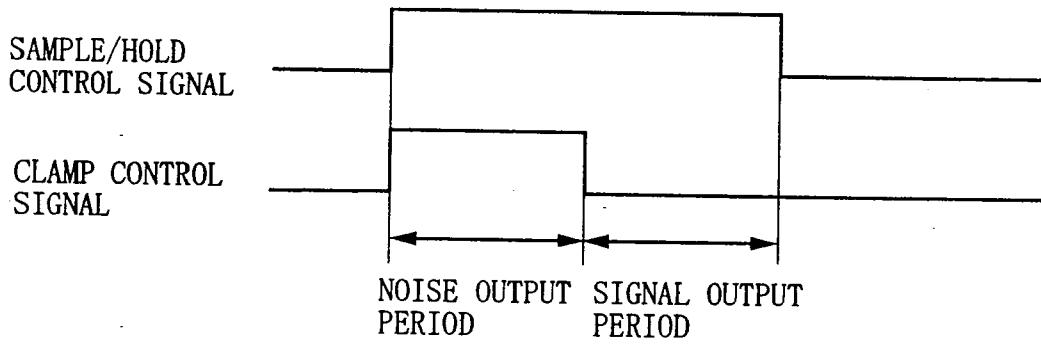 SAMPLE/HOLD
CONTROL SIGNAL
CLAMP CONTROL
SIGNAL
NOISE OUTPUT
PERIOD
SIGNAL OUTPUT
PERIOD